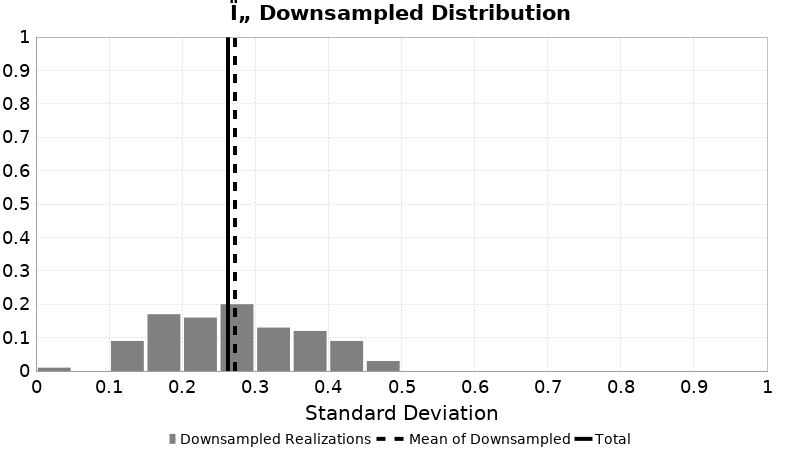 Ï„ Downsampled Distribution
1
0.9
0.8
0.7
0.6
0.5
0.4
0.3
0.2
0.1
0
0 0.1 0.2 0.3 0.4 0.5 0.6 0.7 0.8 0.9 1
Standard Deviation
Downsampled Realizations Mean of Downsampled Total